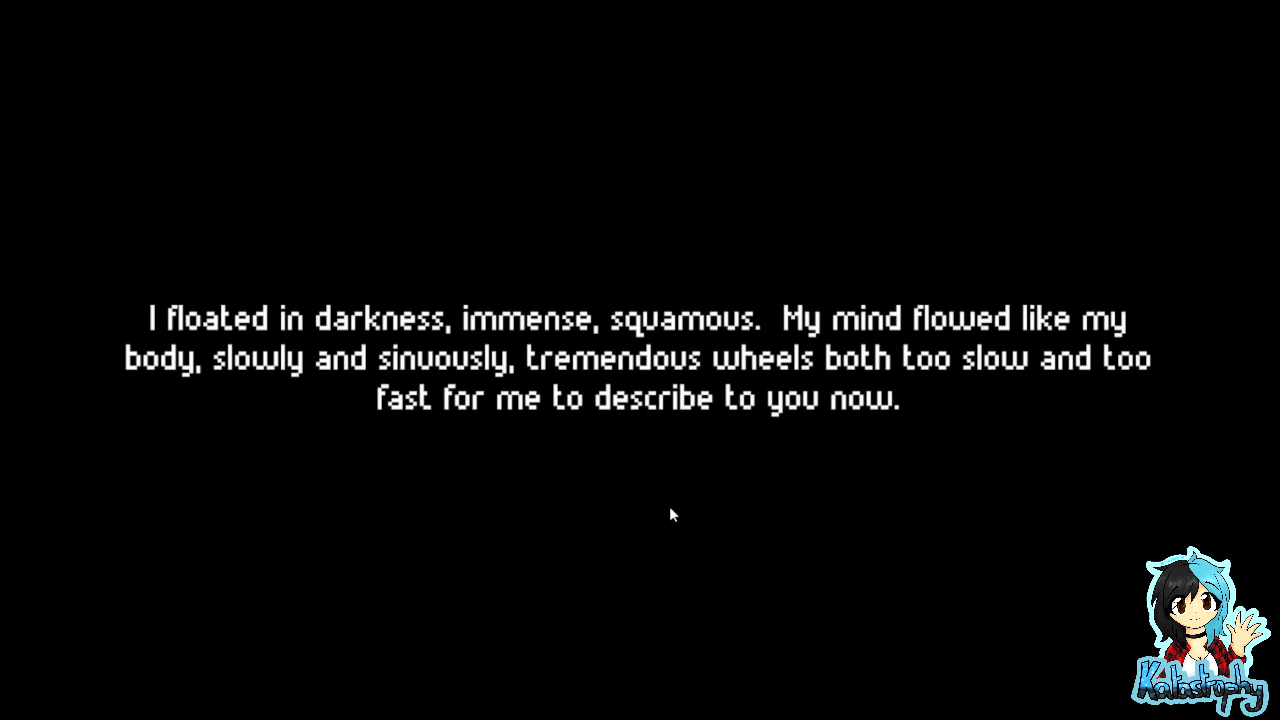 I floated in darkness, immense, squamous.  My mind flowed like my
body, slowly and sinuously, tremendous wheels both too slow and too
fast for me to describe to you now.
Katastrophy